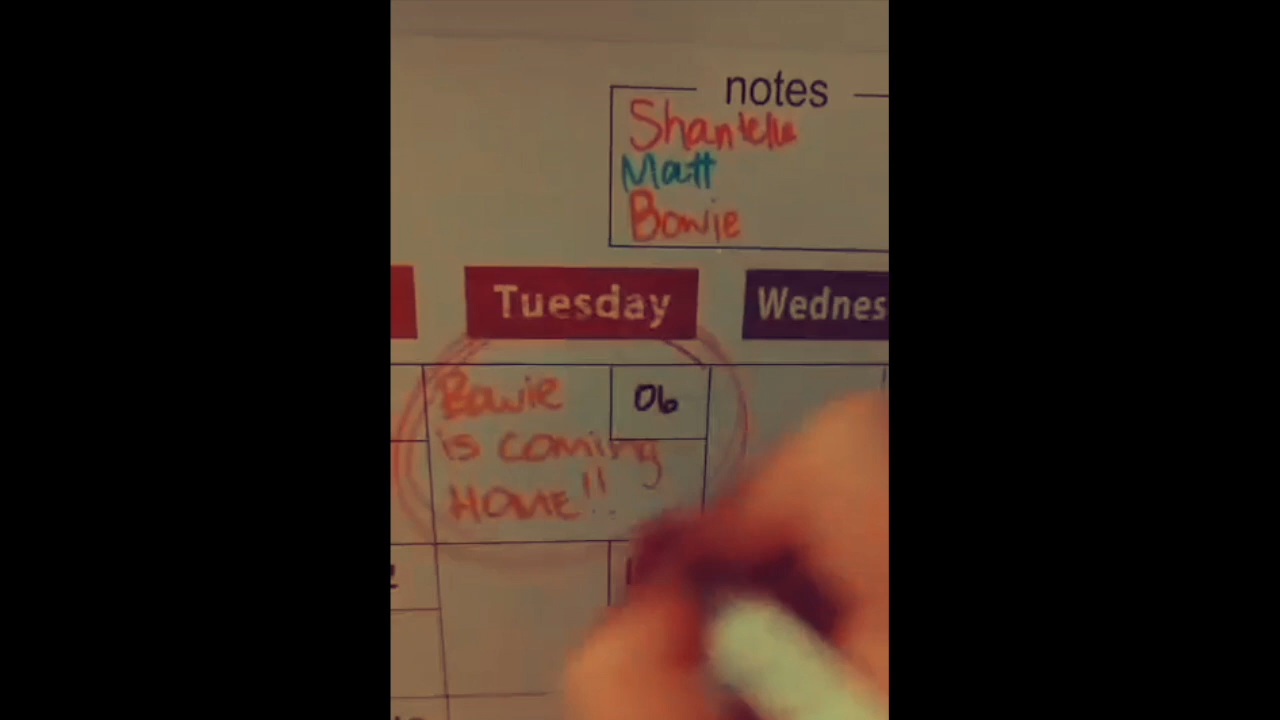 notes
Shantelle
Matt
Bowie
Tuesday
Wednes
Bowie
06
is coming
HOME!!